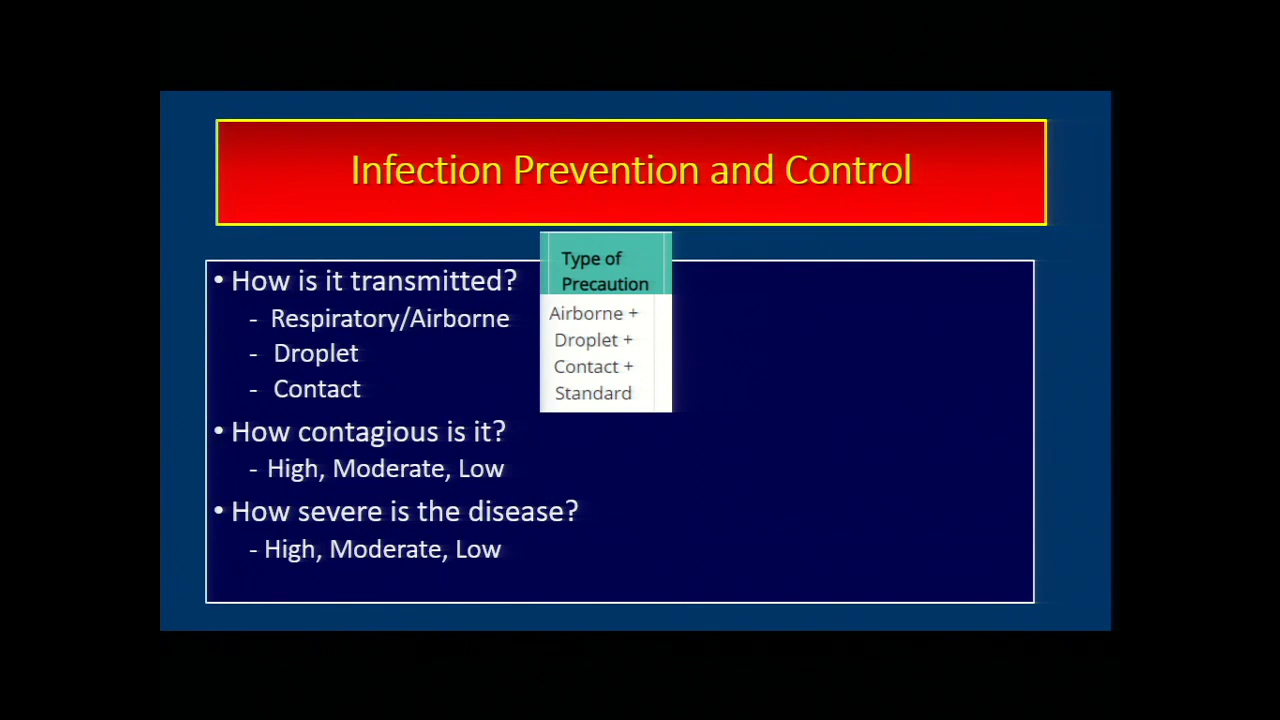 Infection Prevention and Control
• How is it transmitted?
- Respiratory/Airborne
- Droplet
- Contact
• How contagious is it?
- High, Moderate, Low
• How severe is the disease?
- High, Moderate, Low
Type of
Precaution
Airborne +
Droplet +
Contact +
Standard